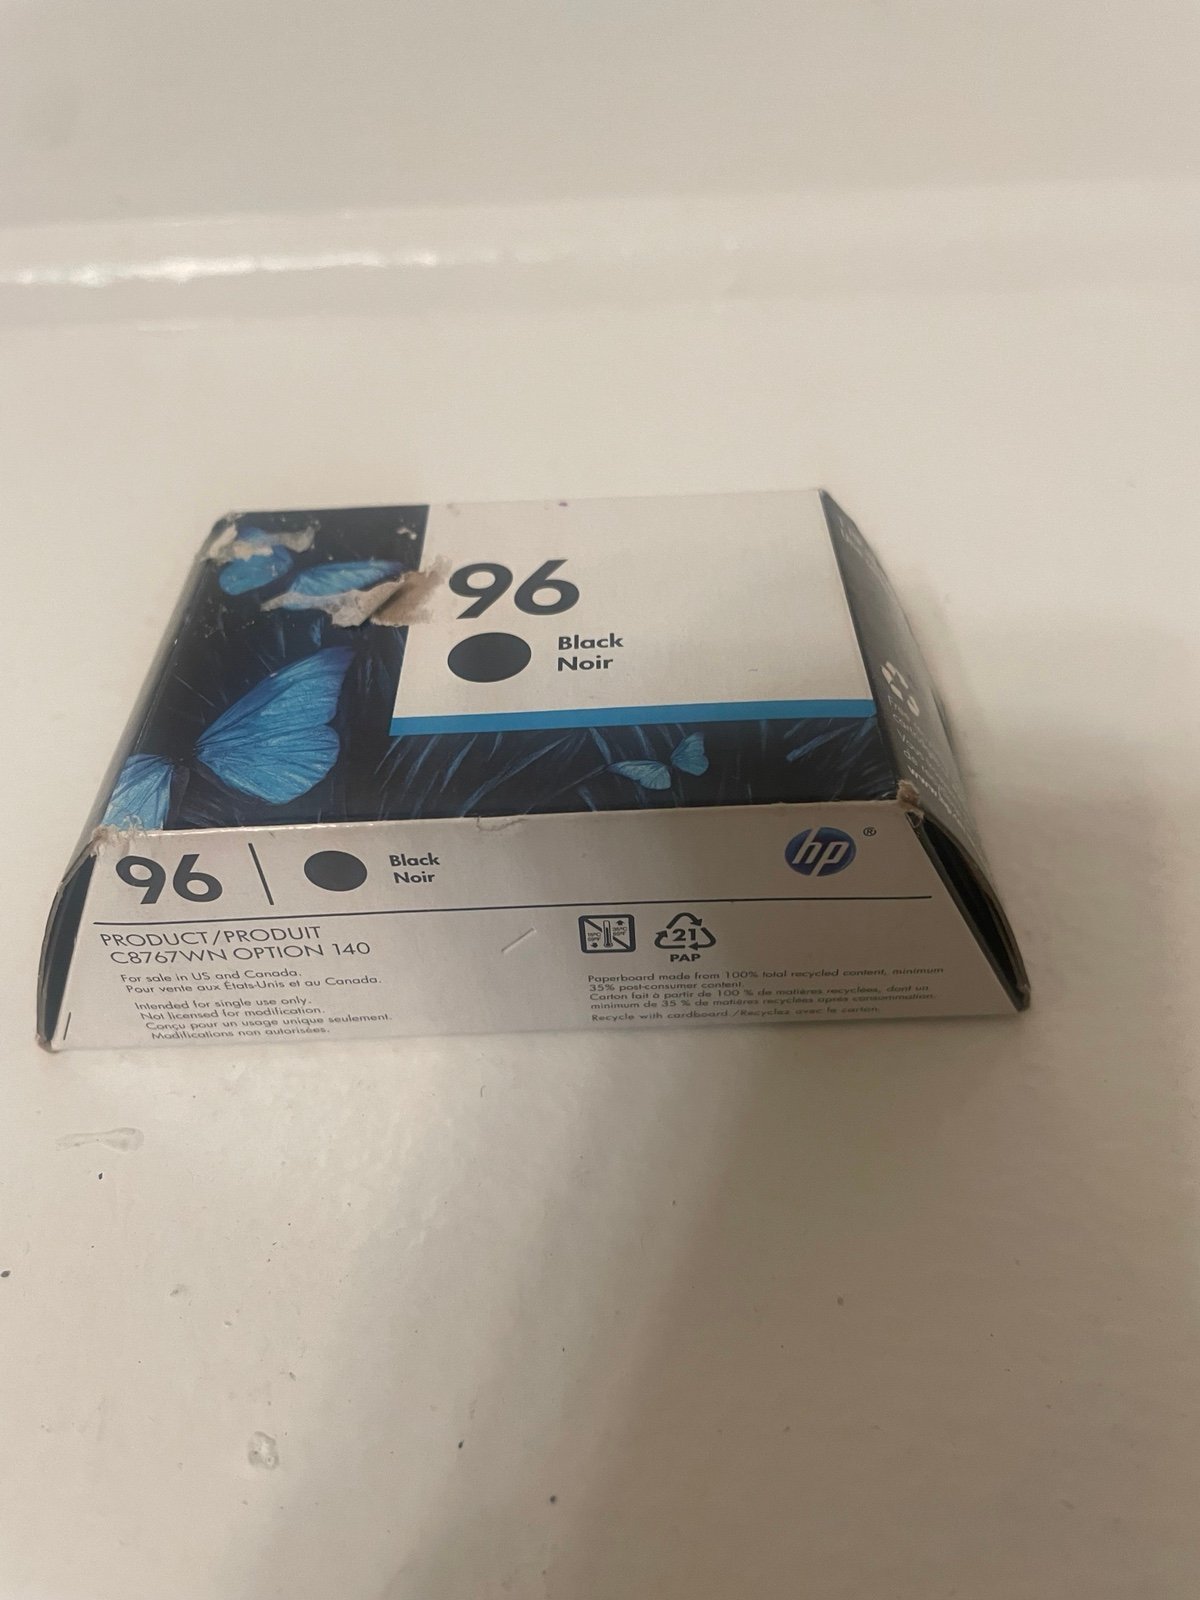 96
Black
Noir
96
Black
Noir
hp ®
PRODUCT/PRODUIT
C8767WN OPTION 140
For sale in US and Canada.
Pour vente aux États-Unis et au Canada.
Intended for single use only.
Not licensed for modification.
Conçu pour un usage unique seulement.
Modifications non autorisées.
21
PAP
Paperboard made from 100% total recycled content, minimum
35% post-consumer content.
Carton fait à partir de 100 % de matières recyclées, dont un
minimum de 35 % de matières recyclées après consommation.
Recycle with cardboard /Recyclez avec le carton.